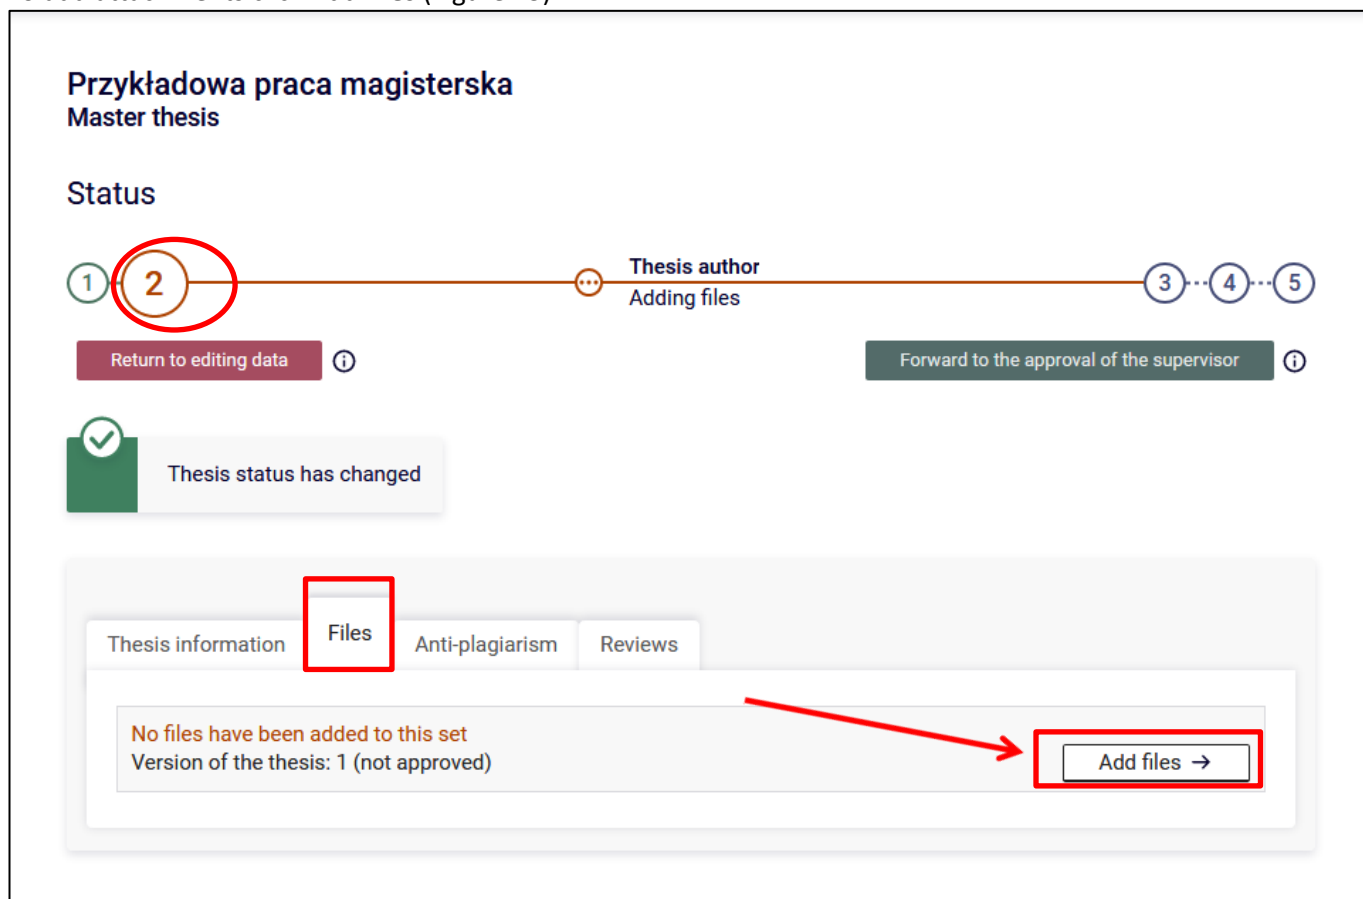 Przykładowa praca magisterska
Master thesis
Status
1 2 Thesis author 3 4 5
Adding files
Return to editing data Forward to the approval of the supervisor
Thesis status has changed
Thesis information Files Anti-plagiarism Reviews
No files have been added to this set
Version of the thesis: 1 (not approved)
Add files →